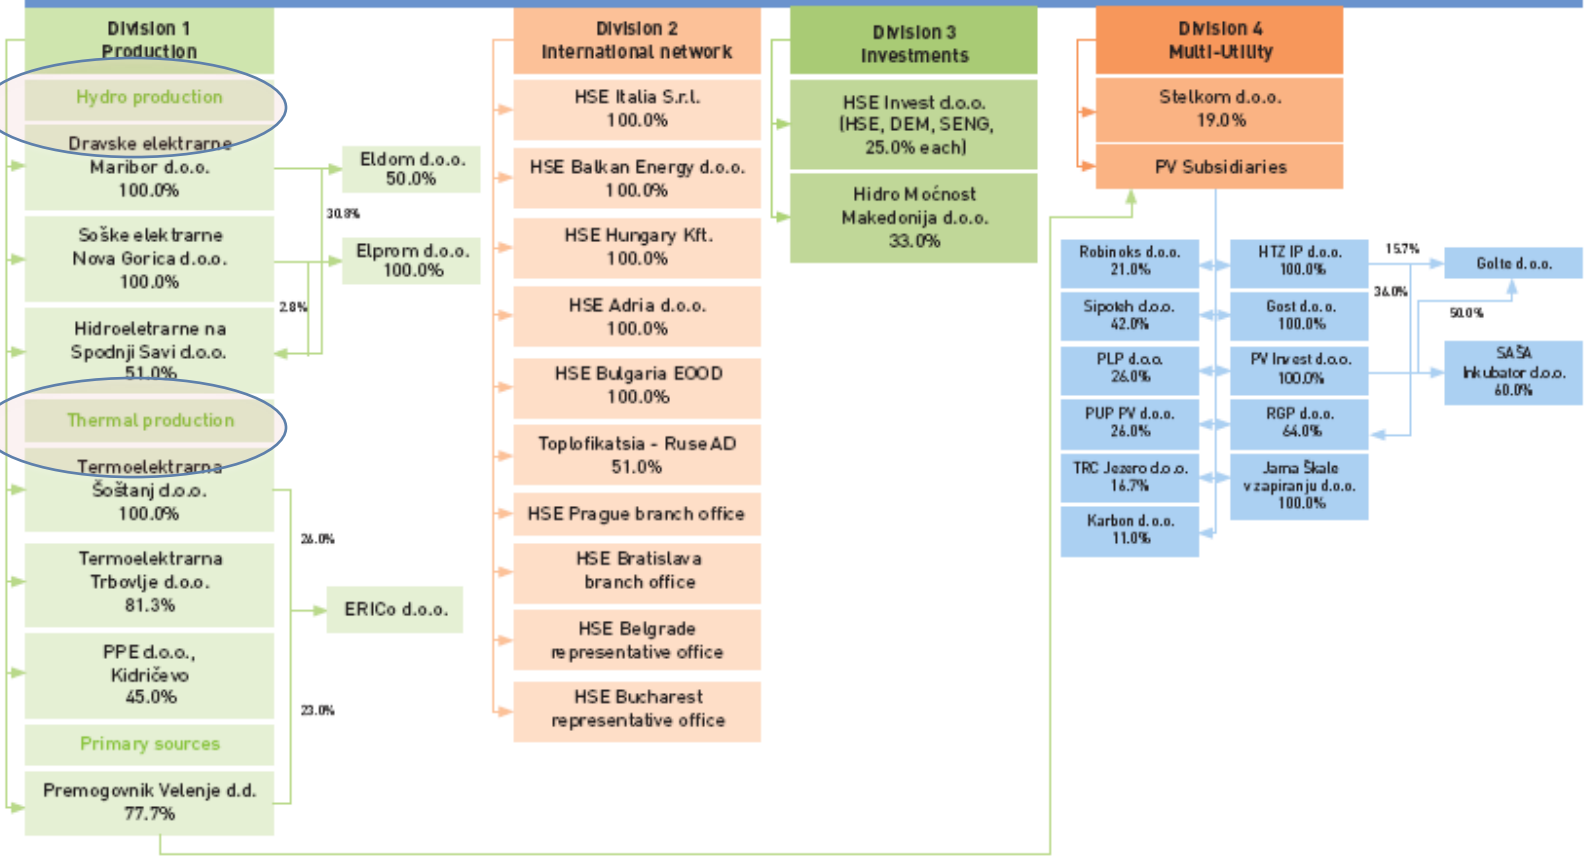 Division 1
Production
Hydro production
Dravske elektrarne
Maribor d.o.o.
100.0%
Soške elektrarne
Nova Gorica d.o.o.
100.0%
Hidroeletrarne na
Spodnji Savi d.o.o.
51.0%
Thermal production
Termoelektrarna
Šoštanj d.o.o.
100.0%
Termoelektrarna
Trbovlje d.o.o.
81.3%
PPE d.o.o.,
Kidričevo
45.0%
Primary sources
Premogovnik Velenje d.d.
77.7%
Eldom d.o.o.
50.0%
30.8%
Elprom d.o.o.
100.0%
2.8%
26.0%
ERICo d.o.o.
23.0%
Division 2
International network
HSE Italia S.r.l.
100.0%
HSE Balkan Energy d.o.o.
100.0%
HSE Hungary Kft.
100.0%
HSE Adria d.o.o.
100.0%
HSE Bulgaria EOOD
100.0%
Toplofikatsia - Ruse AD
51.0%
HSE Prague branch office
HSE Bratislava
branch office
HSE Belgrade
representative office
HSE Bucharest
representative office
Division 3
Investments
HSE Invest d.o.o.
(HSE, DEM, SENG,
25.0% each)
Hidro Moćnost
Makedonija d.o.o.
33.0%
Division 4
Multi-Utility
Stelkom d.o.o.
19.0%
PV Subsidiaries
Robinoks d.o.o.
21.0%
Sipoteh d.o.o.
42.0%
PLP d.o.o.
26.0%
PUP PV d.o.o.
26.0%
TRC Jezero d.o.o.
16.7%
Karbon d.o.o.
11.0%
HTZ IP d.o.o.
100.0%
Gost d.o.o.
100.0%
PV Invest d.o.o.
100.0%
RGP d.o.o.
64.0%
Jama Škale
v zapiranju d.o.o.
100.0%
15.7%
36.0%
50.0%
Golte d.o.o.
SAŠA
Inkubator d.o.o.
60.0%